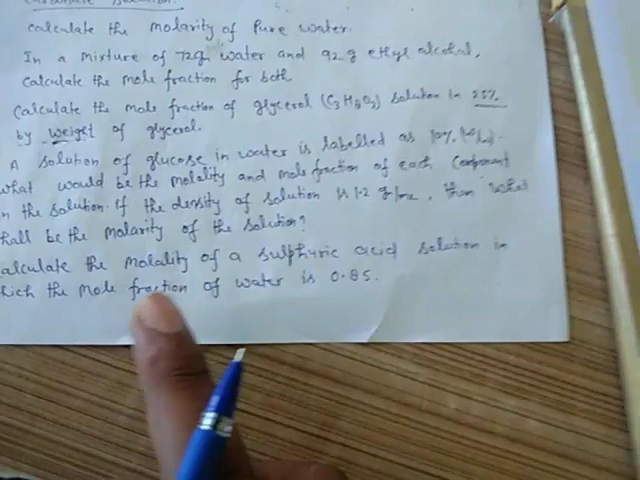 Calculate the molarity of Pure water.
In a mixture of 72g water and 92 g ethyl alcohol,
Calculate the mole fraction for both.
Calculate the mole fraction of glycerol (C3H8O3) solution in 25%
by weight of glycerol.
A solution of glucose in water is labelled as 10% (w/w).
what would be the molality and mole fraction of each Component
in the solution. If the density of solution is 1.2 g/mL, then what
shall be the molarity of the solution?
alculate the molality of a sulphuric acid solution in
hich the mole fraction of water is 0.85.